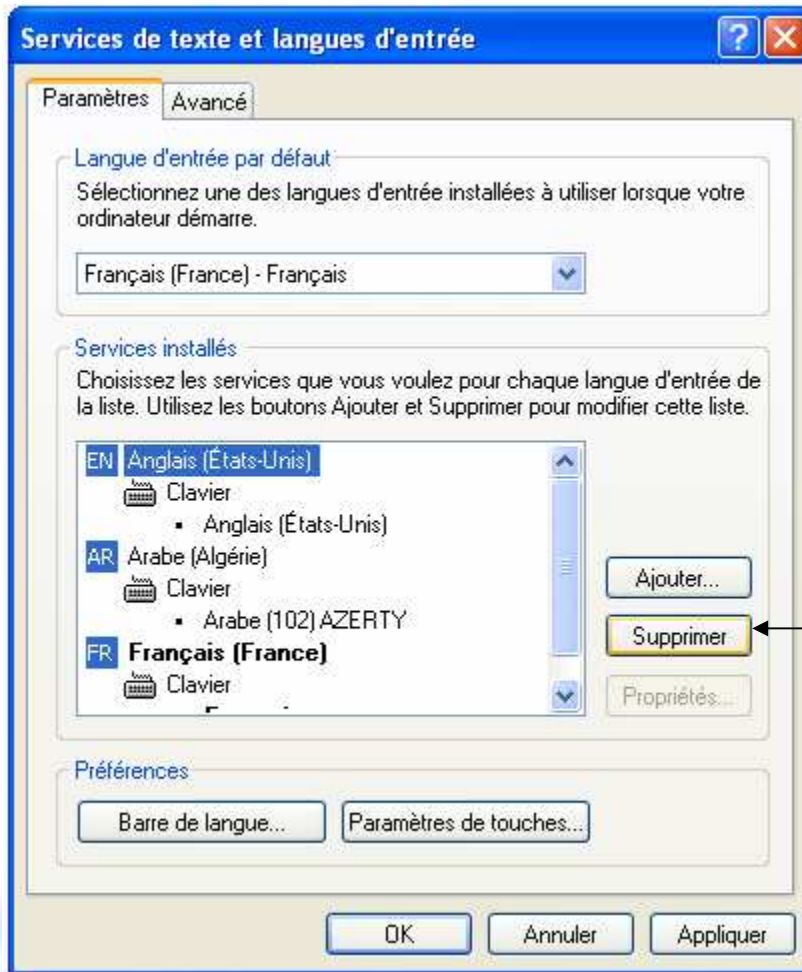 Services de texte et langues d'entrée
Paramètres
Avancé
Langue d'entrée par défaut
Sélectionnez une des langues d'entrée installées à utiliser lorsque votre
ordinateur démarre.
Français (France) - Français
Services installés
Choisissez les services que vous voulez pour chaque langue d'entrée de
la liste. Utilisez les boutons Ajouter et Supprimer pour modifier cette liste.
EN Anglais (États-Unis)
Clavier
• Anglais (États-Unis)
AR Arabe (Algérie)
Clavier
• Arabe (102) AZERTY
FR Français (France)
Clavier
Ajouter...
Supprimer
Propriétés...
Préférences
Barre de langue...
Paramètres de touches...
OK
Annuler
Appliquer